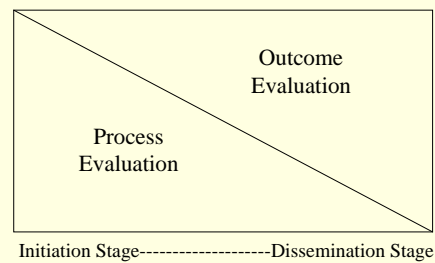 Outcome
Evaluation
Process
Evaluation
Initiation Stage--------------------Dissemination Stage